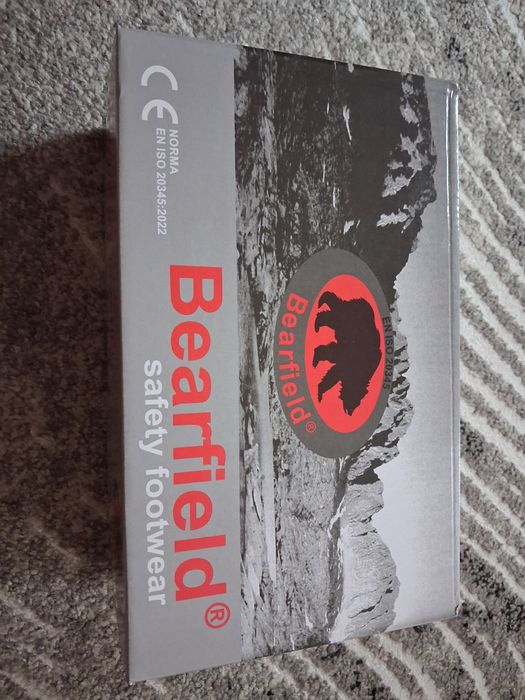 EN ISO 20345
Bearfield®
Bearfield®
safety footwear
CE NORMA
EN ISO 20345:2022